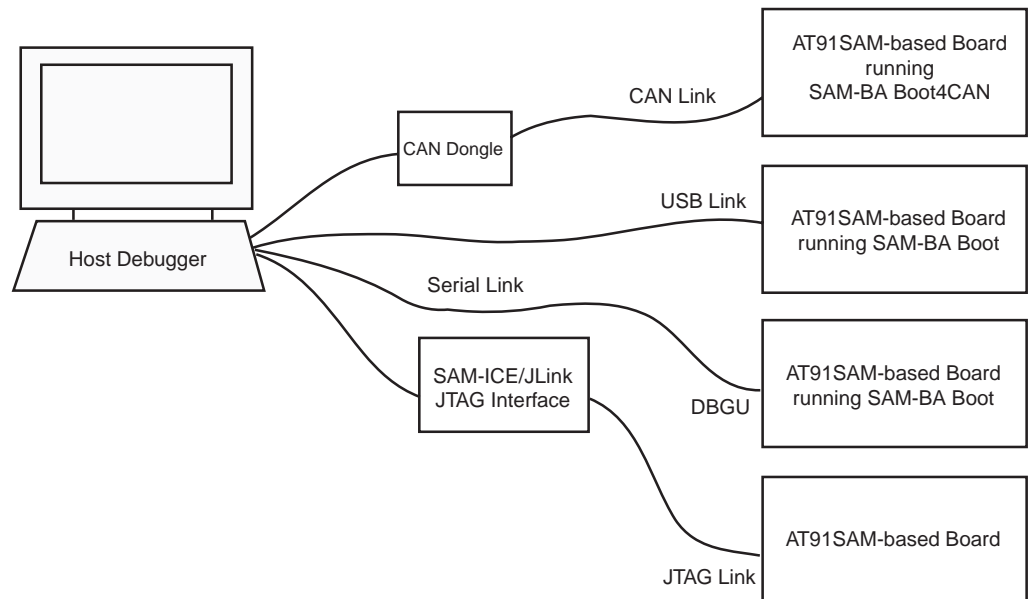 AT91SAM-based Board
running
SAM-BA Boot4CAN
CAN Link
CAN Dongle
USB Link
AT91SAM-based Board
running SAM-BA Boot
Host Debugger
Serial Link
SAM-ICE/JLink
JTAG Interface
AT91SAM-based Board
running SAM-BA Boot
DBGU
AT91SAM-based Board
JTAG Link